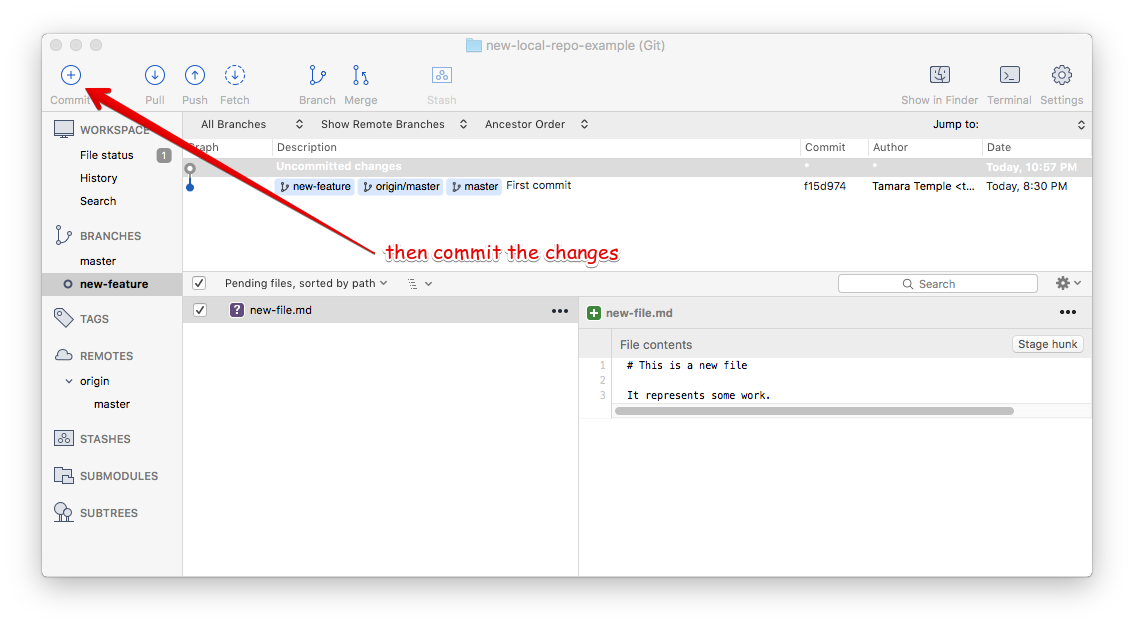 new-local-repo-example (Git)
Commit Pull Push Fetch Branch Merge Stash Show in Finder Terminal Settings
WORKSPACE
File status 1
History
Search
BRANCHES
master
new-feature
TAGS
REMOTES
origin
master
STASHES
SUBMODULES
SUBTREES
All Branches Show Remote Branches Ancestor Order Jump to:
Graph Description Commit Author Date
Uncommitted changes * * Today, 10:57 PM
new-feature origin/master master First commit f15d974 Tamara Temple <t... Today, 8:30 PM
then commit the changes
Pending files, sorted by path Search
? new-file.md •••
new-file.md •••
File contents Stage hunk
1 # This is a new file
2
3 It represents some work.